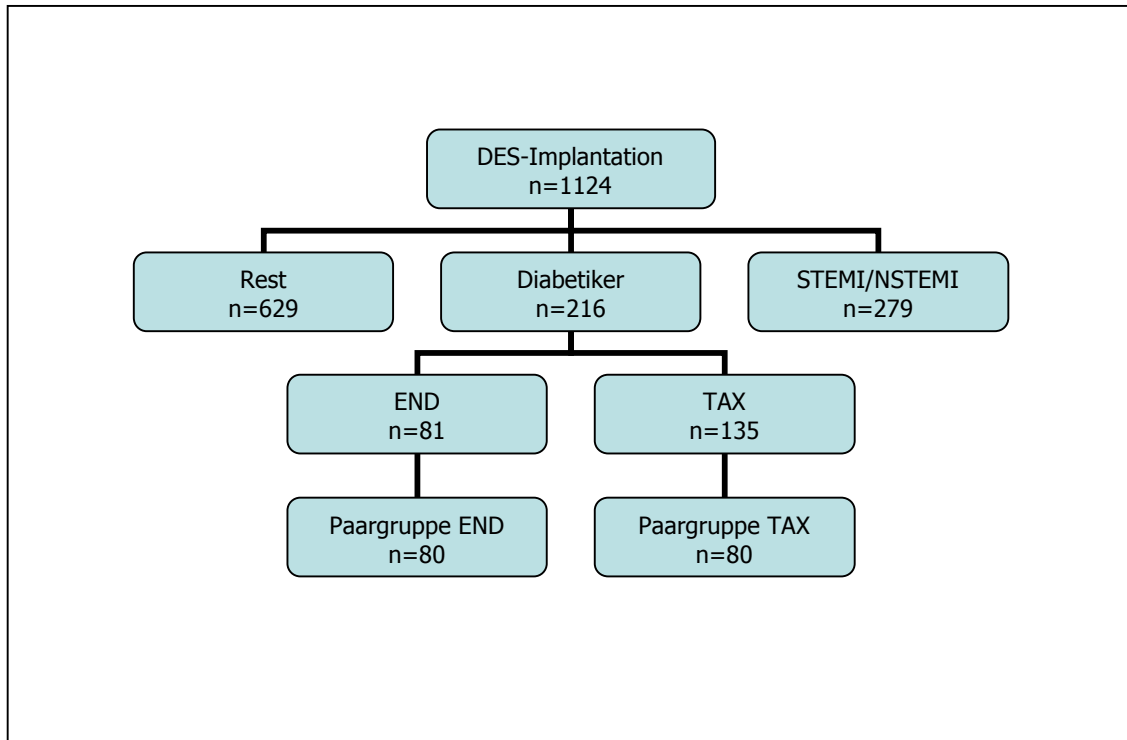 DES-Implantation
n=1124
Rest
n=629
Diabetiker
n=216
STEMI/NSTEMI
n=279
END
n=81
TAX
n=135
Paargruppe END
n=80
Paargruppe TAX
n=80